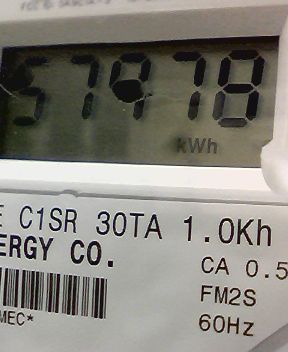 57978
kWh
E C1SR 30TA 1.0Kh
ERGY CO.
CA 0.5
FM2S
MEC*
60Hz